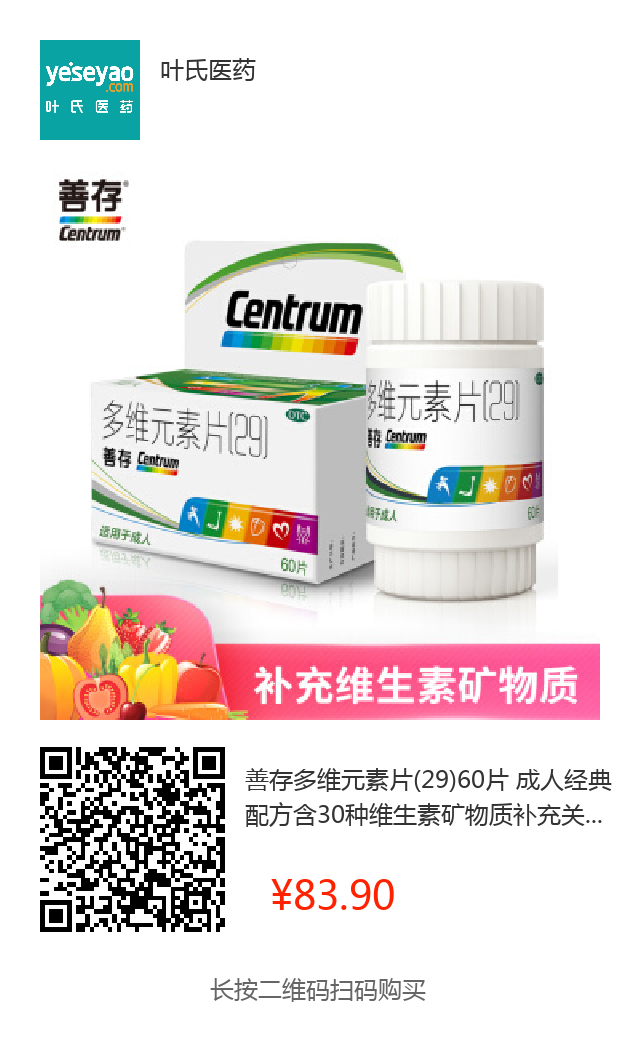 yeseyao
.com
叶氏医药
叶氏医药
善存®
Centrum®
Centrum
多维元素片(29)
OTC
善存 Centrum
适用于成人
60片
多维元素片(29)
善存 Centrum
适用于成人
60片
补充维生素矿物质
善存多维元素片(29)60片 成人经典
配方含30种维生素矿物质补充关...
¥83.90
长按二维码扫码购买